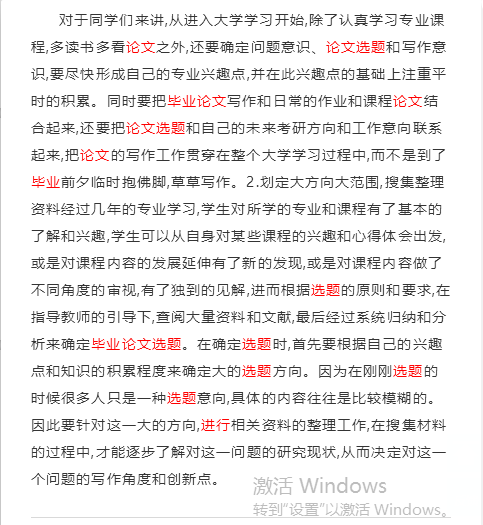 对于同学们来讲,从进入大学学习开始,除了认真学习专业课
程,多读书多看论文之外,还要确定问题意识、论文选题和写作意
识,要尽快形成自己的专业兴趣点,并在此兴趣点的基础上注重平
时的积累。同时要把毕业论文写作和日常的作业和课程论文结
合起来,还要把论文选题和自己的未来考研方向和工作意向联系
起来,把论文的写作工作贯穿在整个大学学习过程中,而不是到了
毕业前夕临时抱佛脚,草草写作。2.划定大方向大范围,搜集整理
资料经过几年的专业学习,学生对所学的专业和课程有了基本的
了解和兴趣,学生可以从自身对某些课程的兴趣和心得体会出发,
或是对课程内容的发展延伸有了新的发现,或是对课程内容做了
不同角度的审视,有了独到的见解,进而根据选题的原则和要求,在
指导教师的引导下,查阅大量资料和文献,最后经过系统归纳和分
析来确定毕业论文选题。在确定选题时,首先要根据自己的兴趣
点和知识的积累程度来确定大的选题方向。因为在刚刚选题的
时候很多人只是一种选题意向,具体的内容往往是比较模糊的。
因此要针对这一大的方向,进行相关资料的整理工作,在搜集材料
的过程中,才能逐步了解对这一问题的研究现状,从而决定对这一
个问题的写作角度和创新点。
激活 Windows
转到"设置"以激活 Windows。